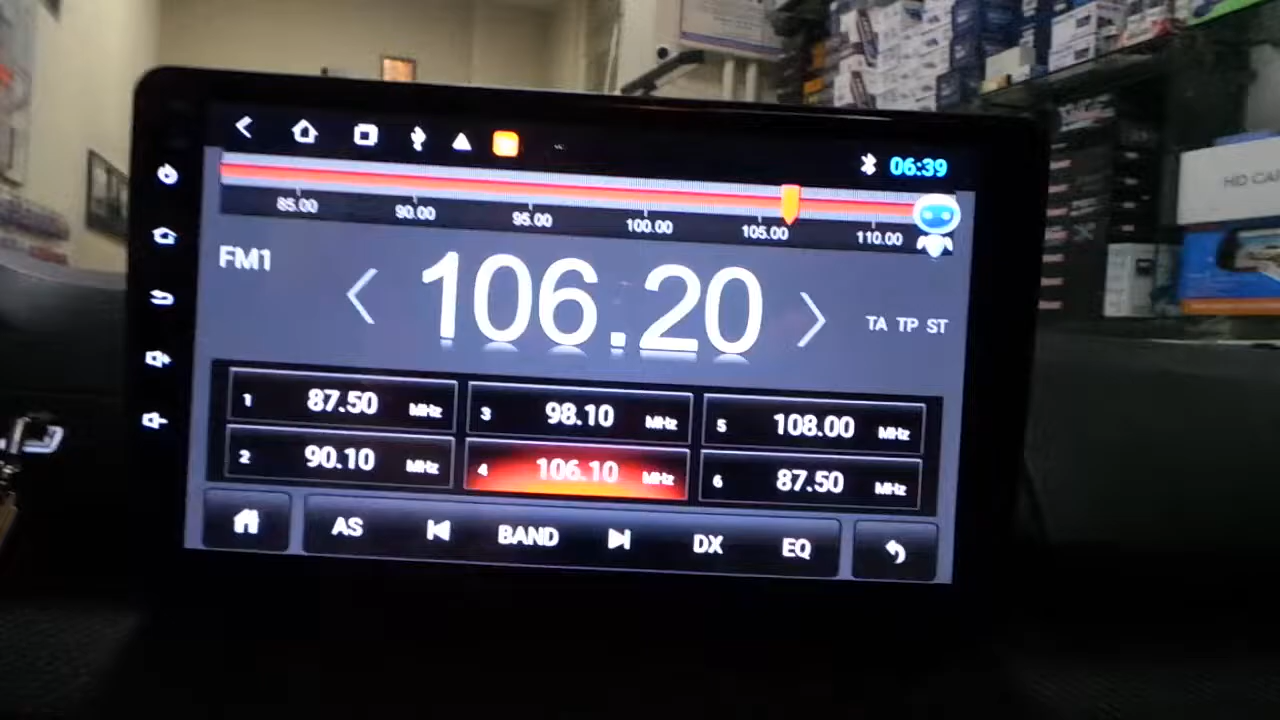 06:39
85.00 90.00 95.00 100.00 105.00 110.00
FM1
106.20
TA TP ST
1 87.50 MHz
3 98.10 MHz
5 108.00 MHz
2 90.10 MHz
4 106.10 MHz
6 87.50 MHz
AS BAND DX EQ
HD CA